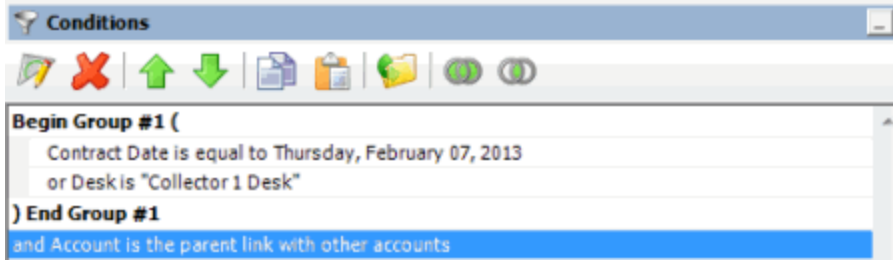 Conditions
Begin Group #1 (
Contract Date is equal to Thursday, February 07, 2013
or Desk is "Collector 1 Desk"
) End Group #1
and Account is the parent link with other accounts